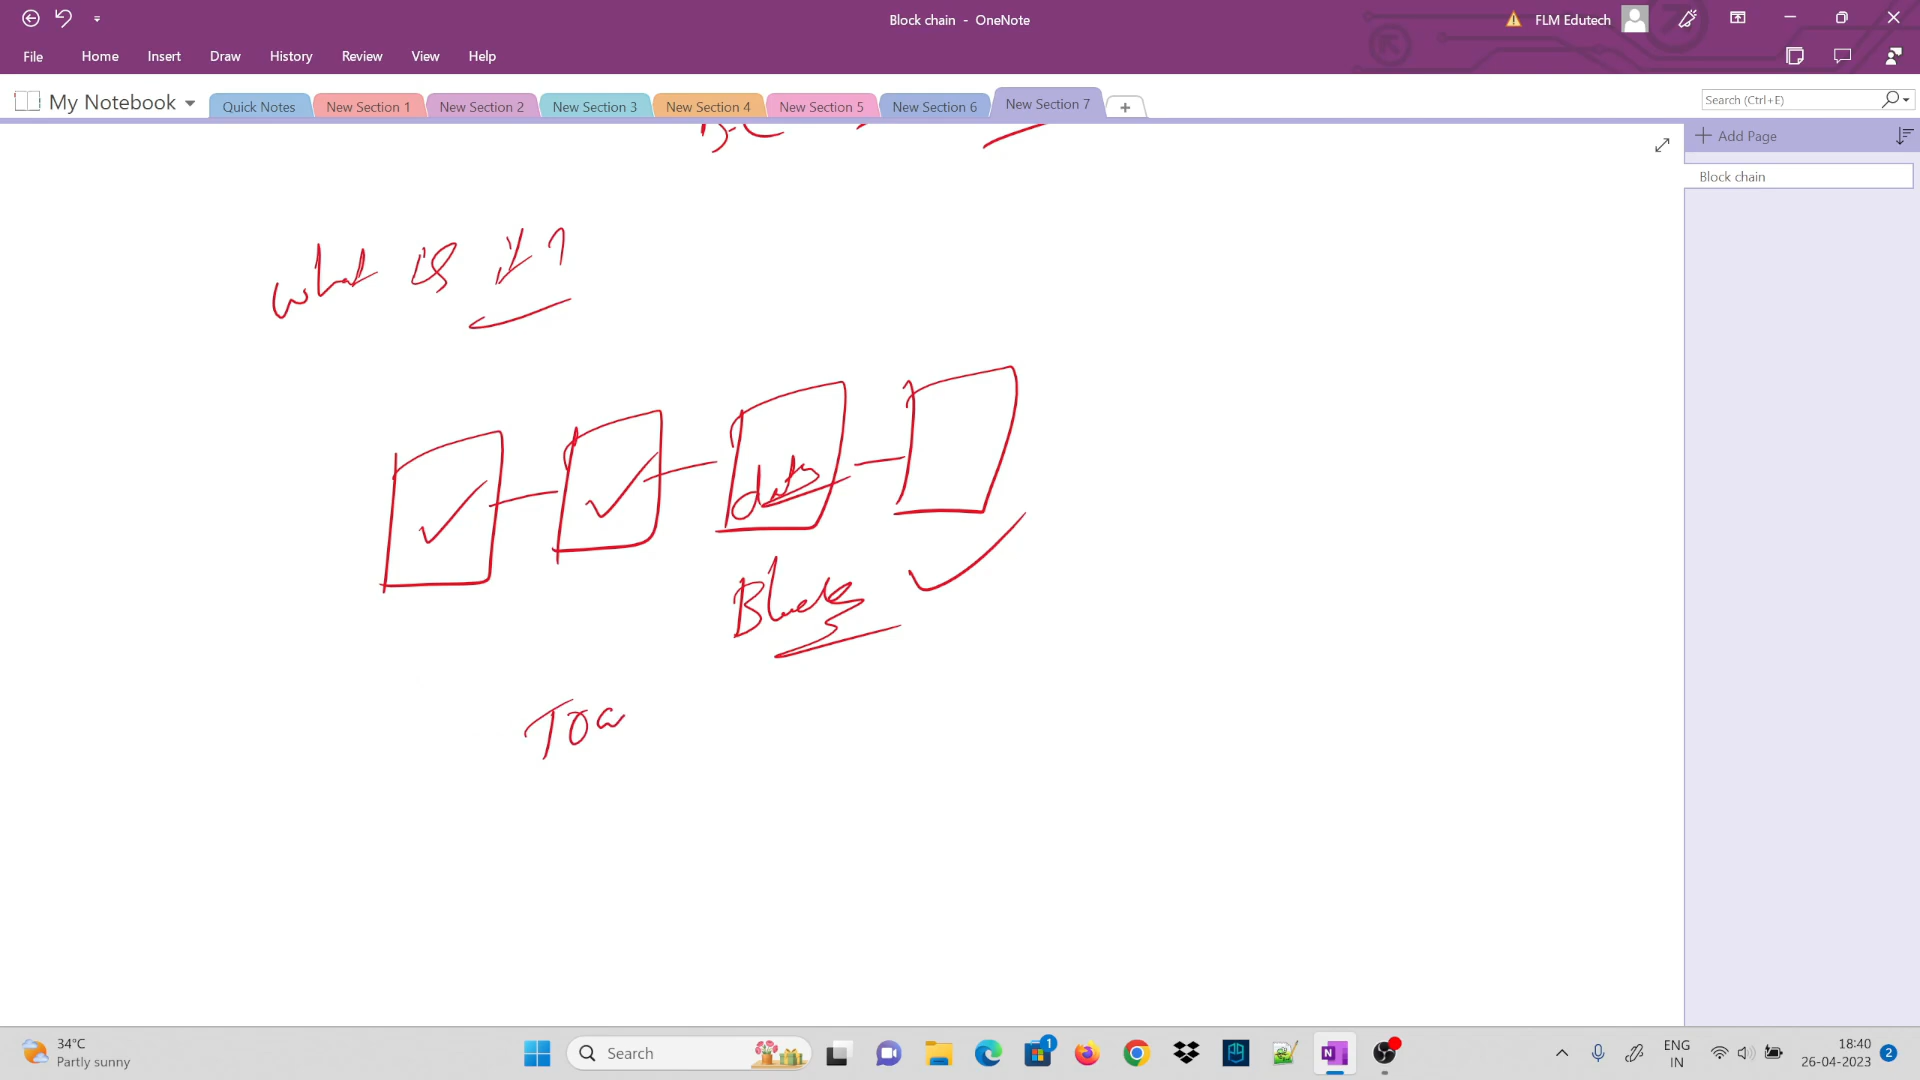 Block chain - OneNote
FLM Edutech
File Home Insert Draw History Review View Help
My Notebook
Quick Notes
New Section 1
New Section 2
New Section 3
New Section 4
New Section 5
New Section 6
New Section 7
Search (Ctrl+E)
Add Page
Block chain
what is it?
data
Blocks
34°C
Partly sunny
Search
1
ENG
IN
18:40
26-04-2023
2